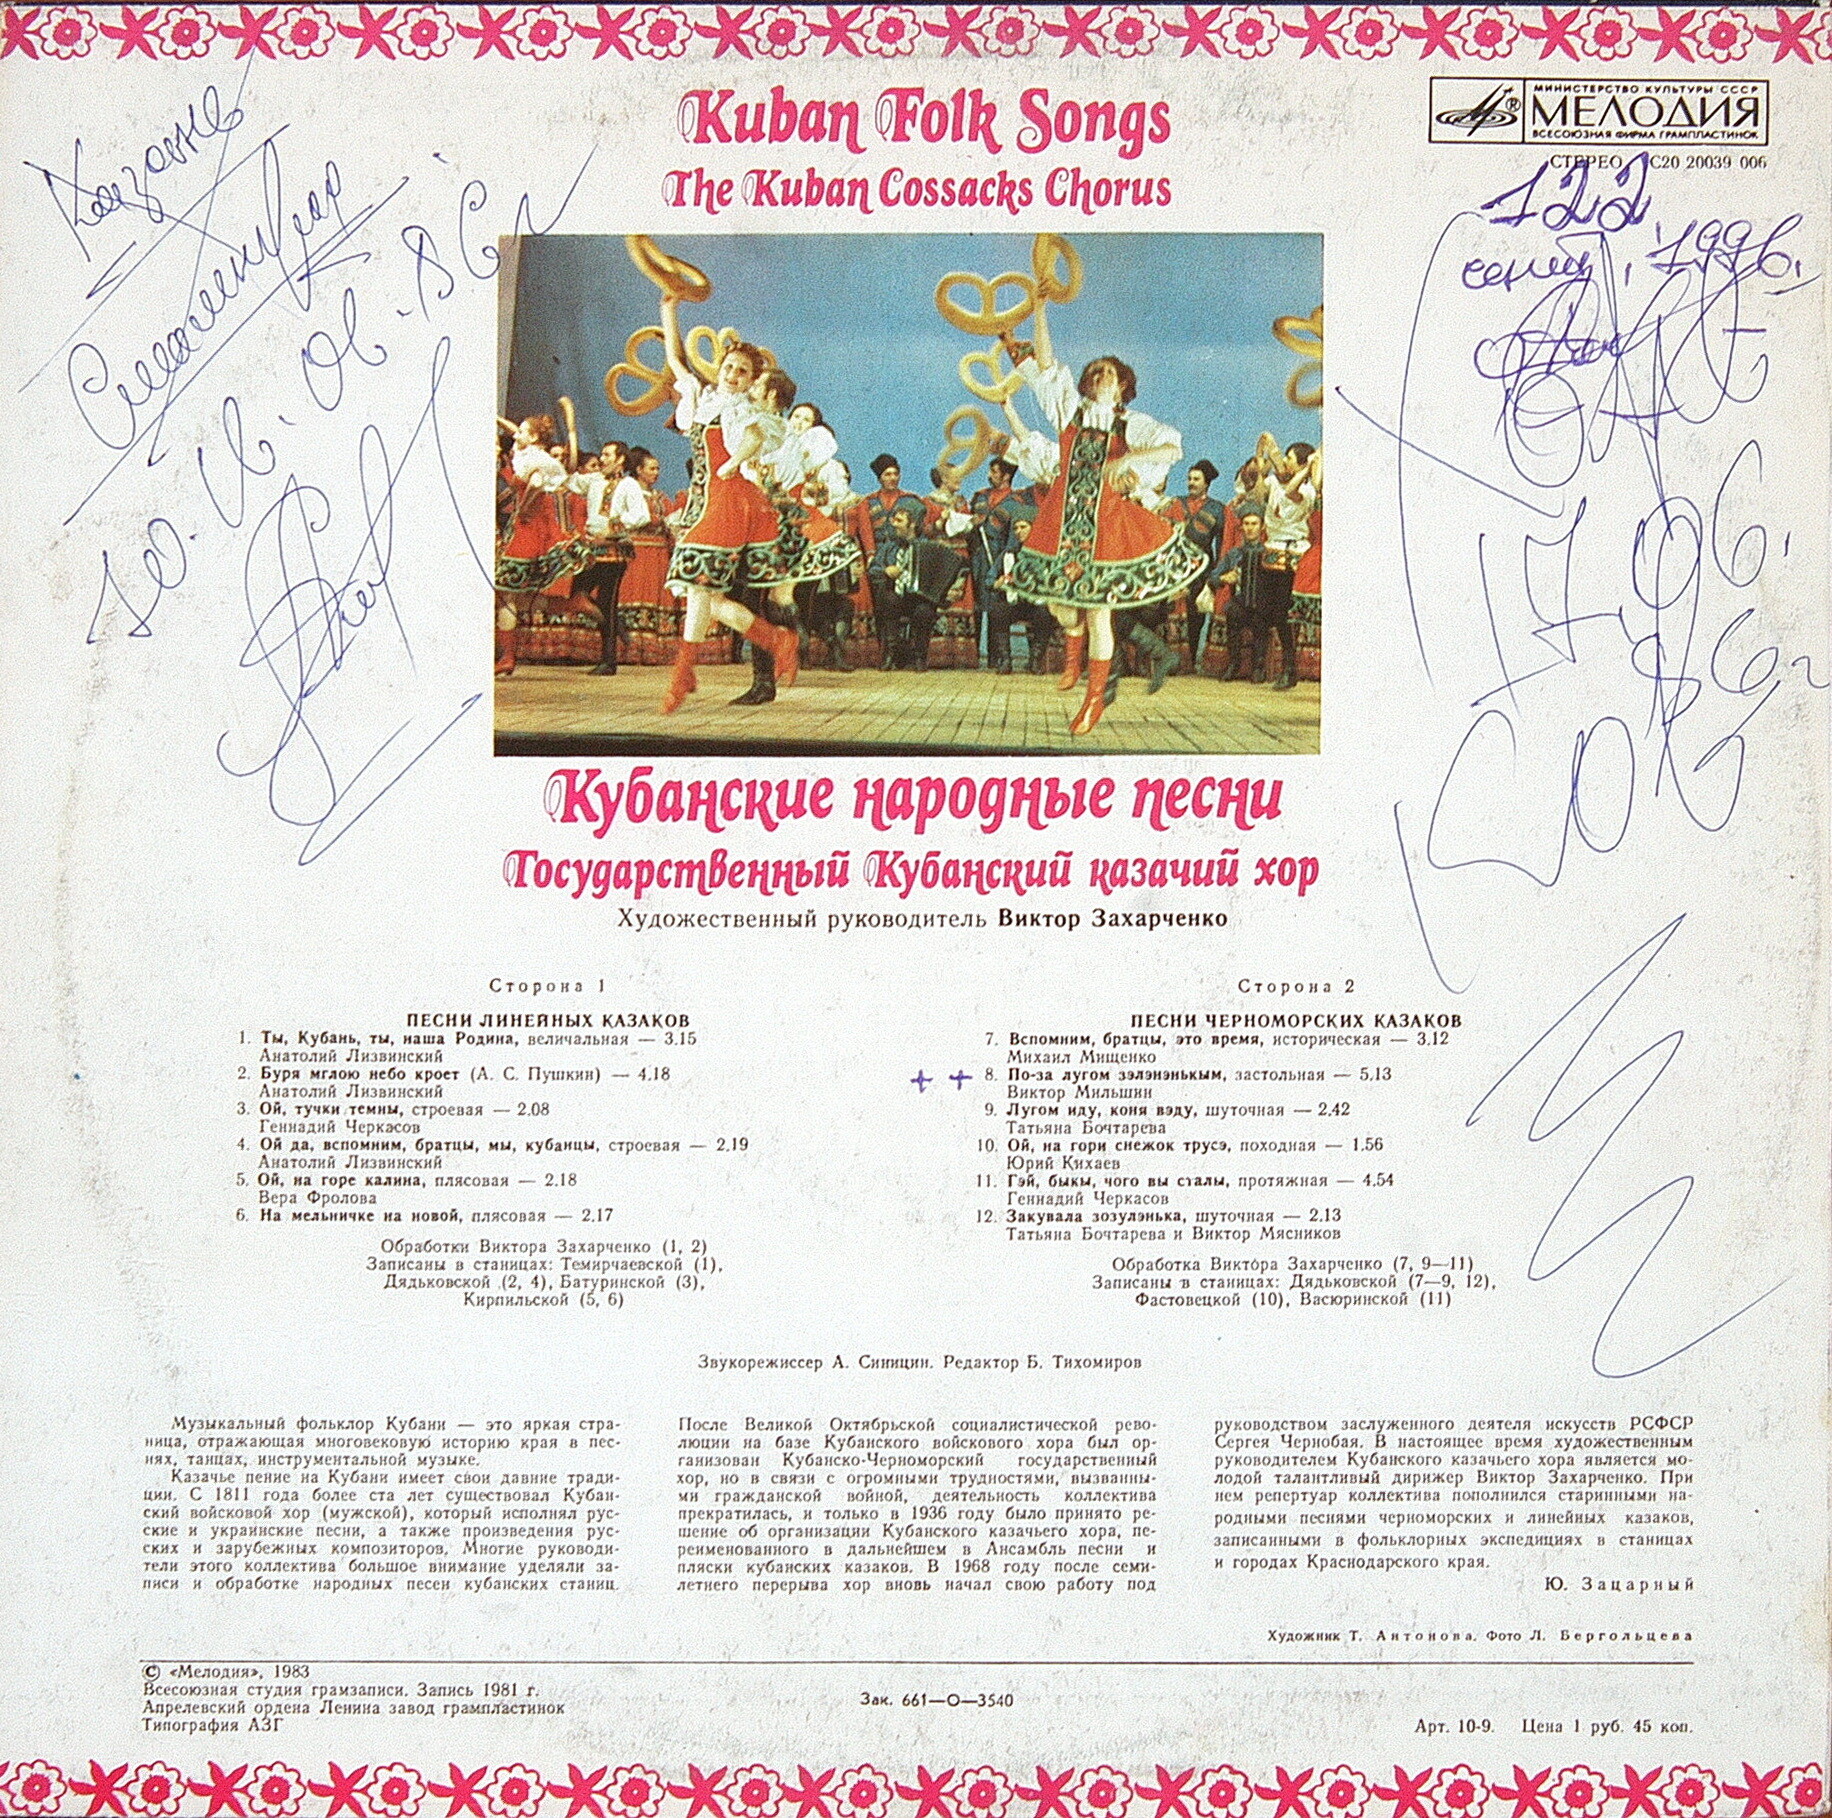 Kuban Folk Songs
The Kuban Cossacks Chorus
МИНИСТЕРСТВО КУЛЬТУРЫ СССР
МЕЛОДИЯ
ВСЕСОЮЗНАЯ ФИРМА ГРАМПЛАСТИНОК
СТЕРЕО С20 20039 006
122
1996.
17.06.
86г
Кубанские народные песни
Государственный Кубанский казачий хор
Художественный руководитель Виктор Захарченко
Сторона 1
ПЕСНИ ЛИНЕЙНЫХ КАЗАКОВ
1. Ты, Кубань, ты, наша Родина, величальная — 3.15
Анатолий Лизвинский
2. Буря мглою небо кроет (А. С. Пушкин) — 4.18
Анатолий Лизвинский
3. Ой, тучки темны, строевая — 2.08
Геннадий Черкасов
4. Ой да, вспомним, братцы, мы, кубанцы, строевая — 2.19
Анатолий Лизвинский
5. Ой, на горе калина, плясовая — 2.18
Вера Фролова
6. На мельничке на новой, плясовая — 2.17
Обработки Виктора Захарченко (1, 2)
Записаны в станицах: Темирчаевской (1),
Дядьковской (2, 4), Батуринской (3),
Кирпильской (5, 6)
Сторона 2
ПЕСНИ ЧЕРНОМОРСКИХ КАЗАКОВ
7. Вспомним, братцы, это время, историческая — 3.12
Михаил Мищенко
+ + 8. По-за лугом зэлэнэньким, застольная — 5.13
Виктор Мильшин
9. Лугом иду, коня вэду, шуточная — 2.42
Татьяна Бочтарева
10. Ой, на гори снежок трусэ, походная — 1.56
Юрий Кихаев
11. Гэй, быкы, чого вы сталы, протяжная — 4.54
Геннадий Черкасов
12. Закувала зозулэнька, шуточная — 2.13
Татьяна Бочтарева и Виктор Мясников
Обработка Виктора Захарченко (7, 9—11)
Записаны в станицах: Дядьковской (7—9, 12),
Фастовецкой (10), Васюринской (11)
Звукорежиссер А. Синицин. Редактор Б. Тихомиров
Музыкальный фольклор Кубани — это яркая стра-
ница, отражающая многовековую историю края в пес-
нях, танцах, инструментальной музыке.
Казачье пение на Кубани имеет свои давние тради-
ции. С 1811 года более ста лет существовал Кубан-
ский войсковой хор (мужской), который исполнял рус-
ские и украинские песни, а также произведения рус-
ских и зарубежных композиторов. Многие руководи-
тели этого коллектива большое внимание уделяли за-
писи и обработке народных песен кубанских станиц.
После Великой Октябрьской социалистической рево-
люции на базе Кубанского войскового хора был ор-
ганизован Кубанско-Черноморский государственный
хор, но в связи с огромными трудностями, вызванны-
ми гражданской войной, деятельность коллектива
прекратилась, и только в 1936 году было принято ре-
шение об организации Кубанского казачьего хора, пе-
реименованного в дальнейшем в Ансамбль песни и
пляски кубанских казаков. В 1968 году после семи-
летнего перерыва хор вновь начал свою работу под
руководством заслуженного деятеля искусств РСФСР
Сергея Чернобая. В настоящее время художественным
руководителем Кубанского казачьего хора является мо-
лодой талантливый дирижер Виктор Захарченко. При
нем репертуар коллектива пополнился старинными на-
родными песнями черноморских и линейных казаков,
записанными в фольклорных экспедициях в станицах
и городах Краснодарского края.
Ю. Зацарный
Художник Т. Антонова. Фото Л. Бергольцева
© «Мелодия», 1983
Всесоюзная студия грамзаписи. Запись 1981 г.
Апрелевский ордена Ленина завод грампластинок
Типография АЗГ
Зак. 661—О—3540
Арт. 10-9. Цена 1 руб. 45 коп.